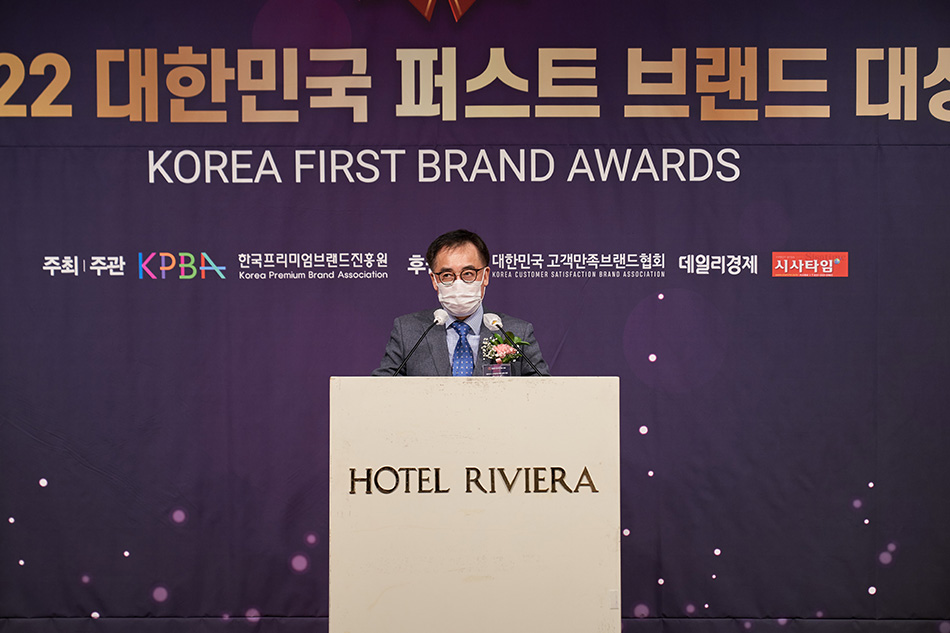 22 대한민국 퍼스트 브랜드 대상
KOREA FIRST BRAND AWARDS
주최 | 주관 KPBA 한국프리미엄브랜드진흥원 후 대한민국 고객만족브랜드협회 데일리경제 시사타임
Korea Premium Brand Association KOREA CUSTOMER SATISFACTION BRAND ASSOCIATION
HOTEL RIVIERA